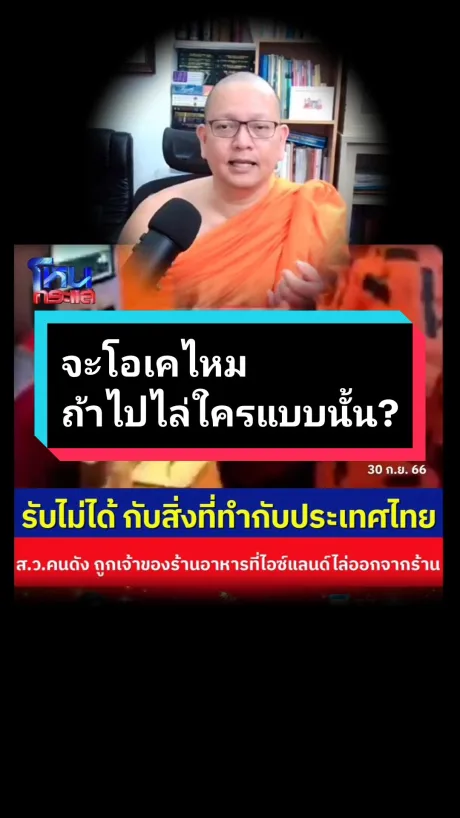 โหน
กระแส
จะโอเคไหม
ถ้าไปไล่ใครแบบนั้น?
30 ก.ย. 66
รับไม่ได้ กับสิ่งที่ทำกับประเทศไทย
ส.ว.คนดัง ถูกเจ้าของร้านอาหารที่ไอซ์แลนด์ไล่ออกจากร้าน